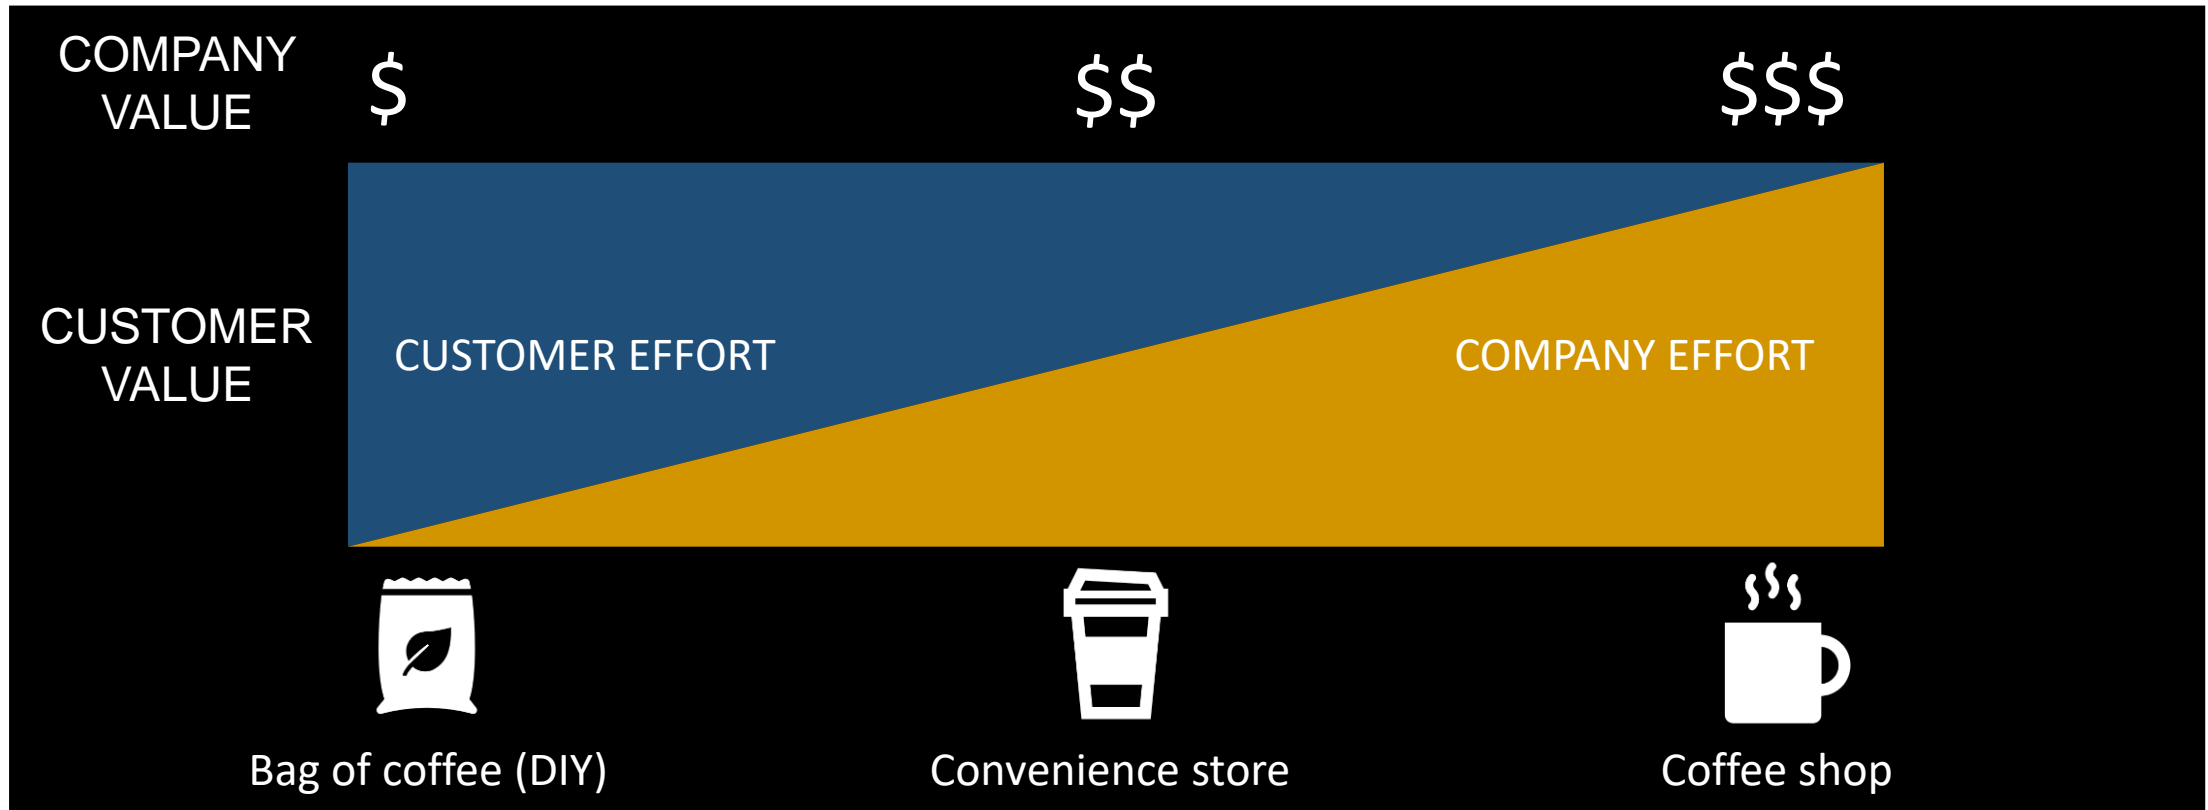 COMPANY
VALUE
$
$$
$$$
CUSTOMER
VALUE
CUSTOMER EFFORT
COMPANY EFFORT
Bag of coffee (DIY)
Convenience store
Coffee shop